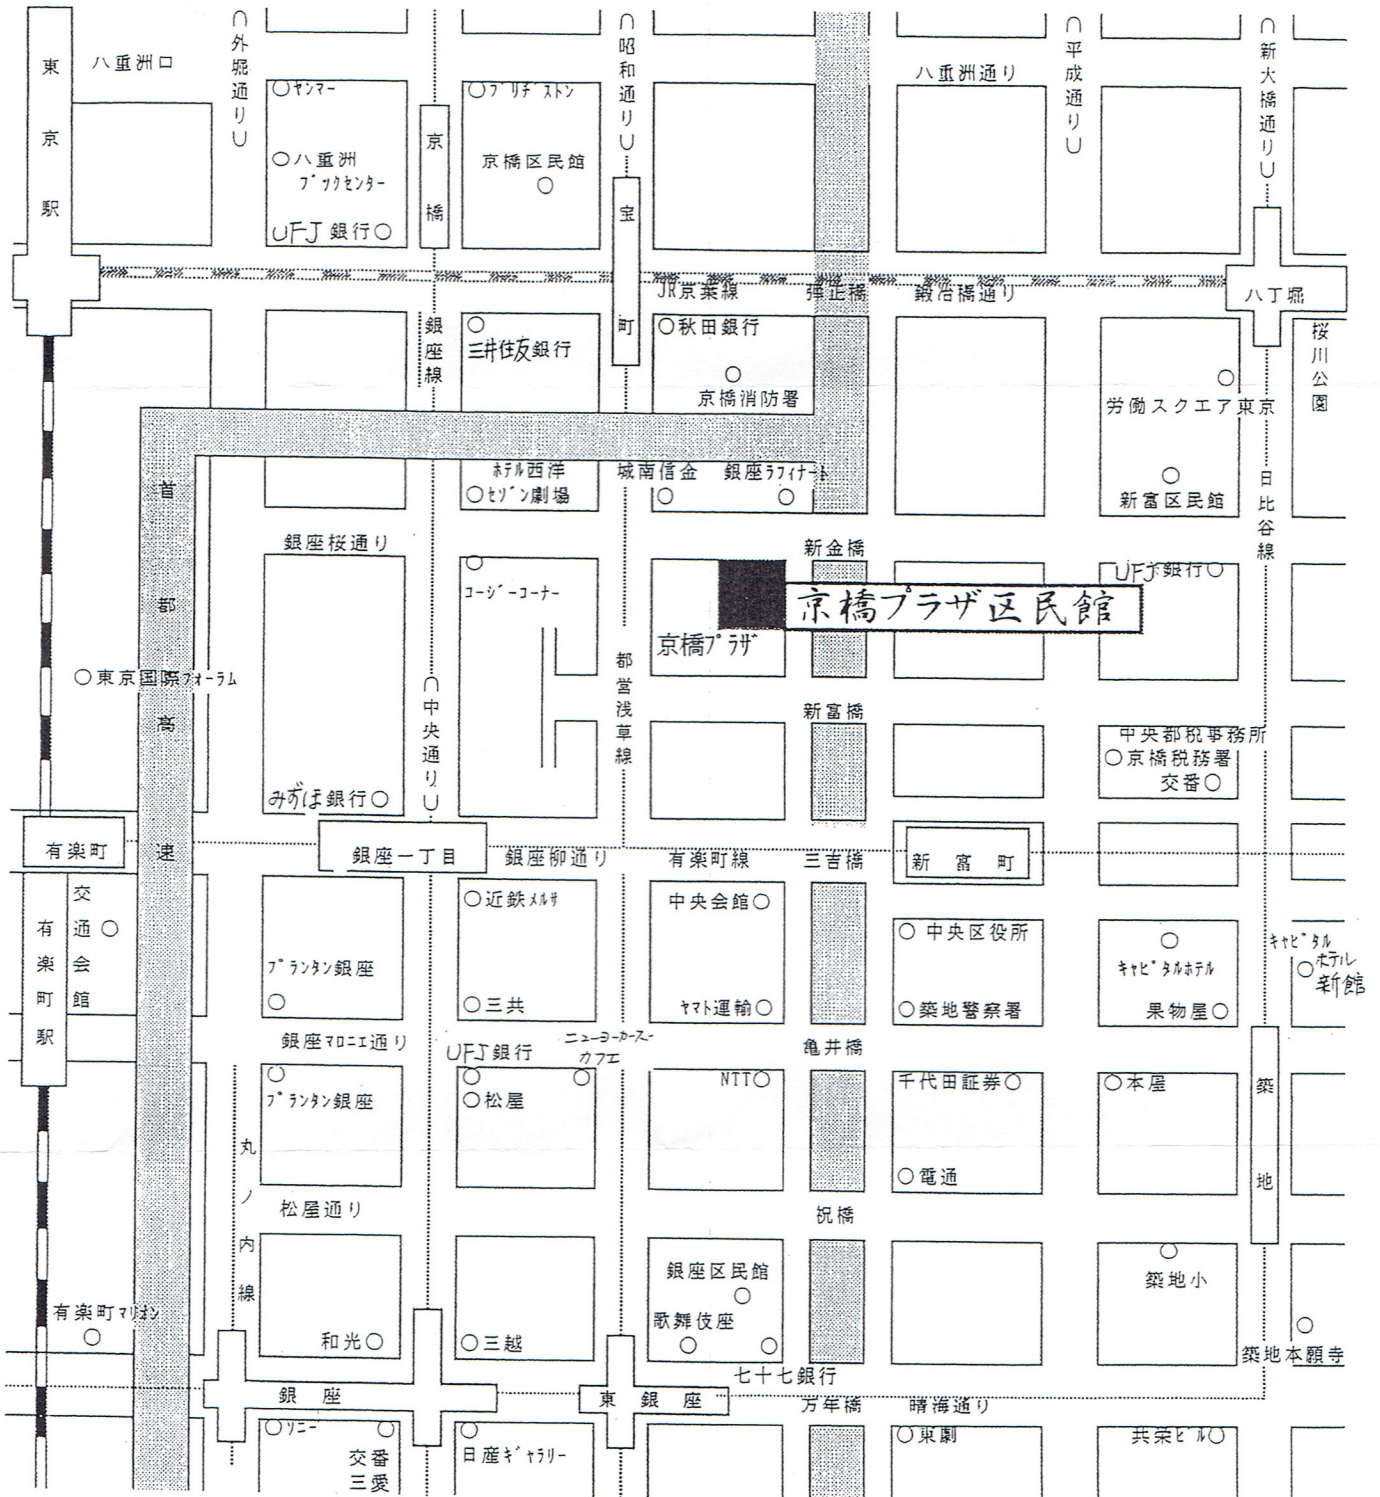 東京駅
八重洲口
⊂外堀通り⊃
⊂昭和通り⊃
八重洲通り
⊂平成通り⊃
⊂新大橋通り⊃
ヤンマー
八重洲
ブックセンター
UFJ銀行
京橋
ブリヂストン
京橋区民館
宝町
JR京葉線
弾正橋
鍛冶橋通り
八丁堀
銀座線
三井住友銀行
秋田銀行
京橋消防署
桜川公園
労働スクエア東京
新富区民館
ホテル西洋
セゾン劇場
城南信金
銀座ラフィナート
日比谷線
首都高速
銀座桜通り
新金橋
コージーコーナー
UFJ銀行
京橋プラザ区民館
京橋プラザ
東京国際フォーラム
都営浅草線
⊂中央通り⊃
新富橋
中央都税事務所
京橋税務署
交番
みずほ銀行
有楽町
銀座一丁目
銀座柳通り
有楽町線
三吉橋
新富町
交通会館
有楽町駅
近鉄メルサ
中央会館
中央区役所
キャピタル
ホテル
新館
キャピタルホテル
プランタン銀座
三共
ヤマト運輸
築地警察署
果物屋
銀座マロニエ通り
UFJ銀行
ニューヨーカース
カフェ
亀井橋
プランタン銀座
松屋
NTT
千代田証券
本屋
築地
丸ノ内線
電通
松屋通り
祝橋
銀座区民館
築地小
有楽町マリオン
和光
三越
歌舞伎座
築地本願寺
七十七銀行
銀座
東銀座
万年橋
晴海通り
ソニー
交番
三愛
日産ギャラリー
東劇
共栄ビル